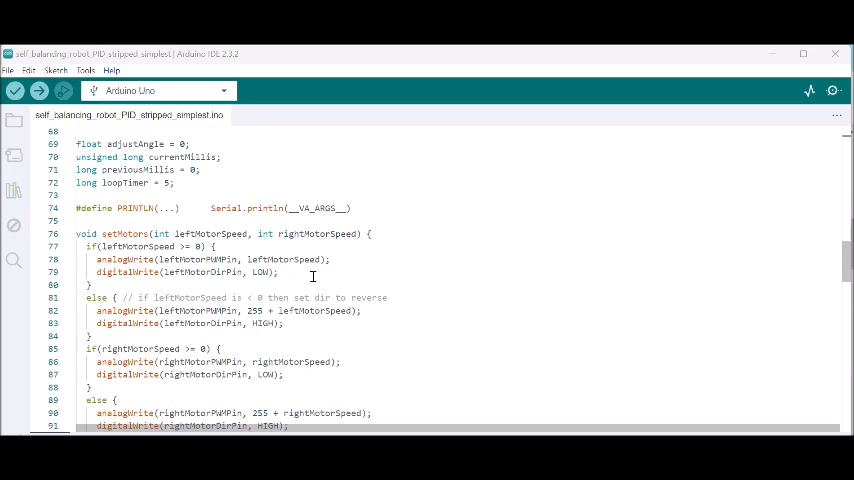 self_balancing_robot_PID_stripped_simplest | Arduino IDE 2.3.2
File Edit Sketch Tools Help
Arduino Uno
self_balancing_robot_PID_stripped_simplest.ino
68
69 float adjustAngle = 0;
70 unsigned long currentMillis;
71 long previousMillis = 0;
72 long loopTimer = 5;
73
74 #define PRINTLN(...) Serial.println(__VA_ARGS__)
75
76 void setMotors(int leftMotorSpeed, int rightMotorSpeed) {
77 if(leftMotorSpeed >= 0) {
78 analogWrite(leftMotorPWMPin, leftMotorSpeed);
79 digitalWrite(leftMotorDirPin, LOW);
80 }
81 else { // if leftMotorSpeed is < 0 then set dir to reverse
82 analogWrite(leftMotorPWMPin, 255 + leftMotorSpeed);
83 digitalWrite(leftMotorDirPin, HIGH);
84 }
85 if(rightMotorSpeed >= 0) {
86 analogWrite(rightMotorPWMPin, rightMotorSpeed);
87 digitalWrite(rightMotorDirPin, LOW);
88 }
89 else {
90 analogWrite(rightMotorPWMPin, 255 + rightMotorSpeed);
91 digitalWrite(rightMotorDirPin, HIGH);